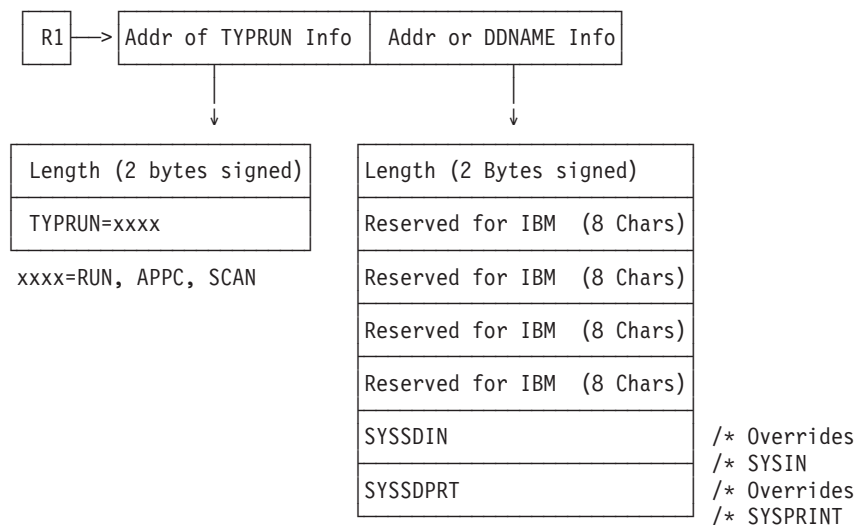 R1 Addr of TYPRUN Info Addr or DDNAME Info
Length (2 bytes signed)
TYPRUN=xxxx
xxxx=RUN, APPC, SCAN
Length (2 Bytes signed)
Reserved for IBM (8 Chars)
Reserved for IBM (8 Chars)
Reserved for IBM (8 Chars)
Reserved for IBM (8 Chars)
SYSSDIN /* Overrides
/* SYSIN
SYSSDPRT /* Overrides
/* SYSPRINT